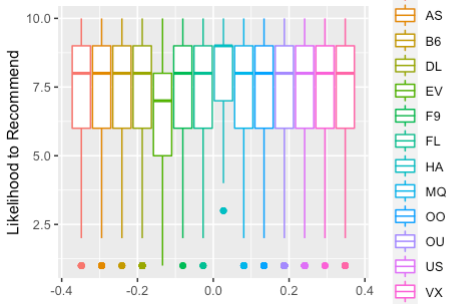 Likelihood to Recommend
10.0
7.5
5.0
2.5
-0.4
-0.2
0.0
0.2
0.4
AS
B6
DL
EV
F9
FL
HA
MQ
OO
OU
US
VX